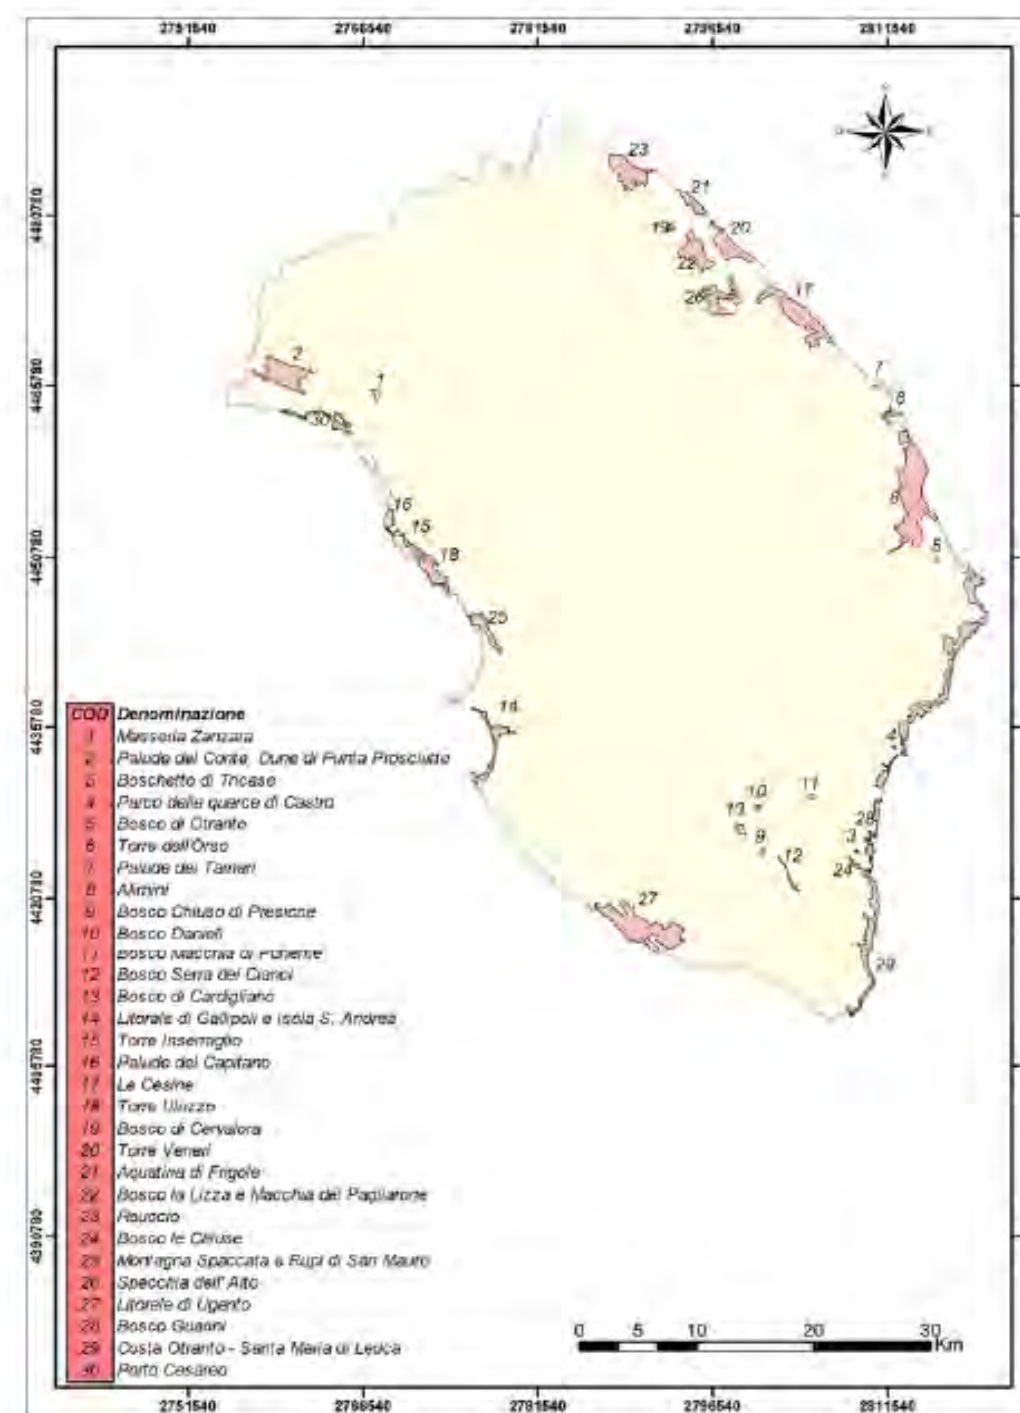 2751540 2766540 2781540 2796540 2811540
23
21
19
20
22
26
17
2
1
30
7
6
16
15
18
8
5
25
14
4
10
11
13
9
12
28
3
24
27
29
4465780
4450780
4435780
4420780
COD Denominazione
1 Masseria Zanzara
2 Palude del Conte, Dune di Punta Prosciutto
Boschetto di Tricase
4 Parco delle querce di Castro
5 Bosco di Otranto
6 Torre dell'Orso
7 Palude dei Tamari
8 Alimini
9 Bosco Chiuso di Presicce
10 Bosco Danieli
11 Bosco Macchia di Ponente
12 Bosco Serra dei Cianci
13 Bosco di Cardigliano
14 Litorale di Gallipoli e Isola S. Andrea
15 Torre Inserraglio
16 Palude del Capitano
17 Le Cesine
18 Torre Uluzzo
19 Bosco di Cervalora
20 Torre Veneri
21 Aquatina di Frigole
22 Bosco la Lizza e Macchia del Pagliarone
23 Rauccio
24 Bosco le Chiuse
25 Montagna Spaccata e Rupi di San Mauro
26 Specchia dell'Alto
27 Litorale di Ugento
28 Bosco Guarini
29 Costa Otranto - Santa Maria di Leuca
30 Porto Cesareo
0 5 10 20 30
Km
2751540 2766540 2781540 2796540 2811540